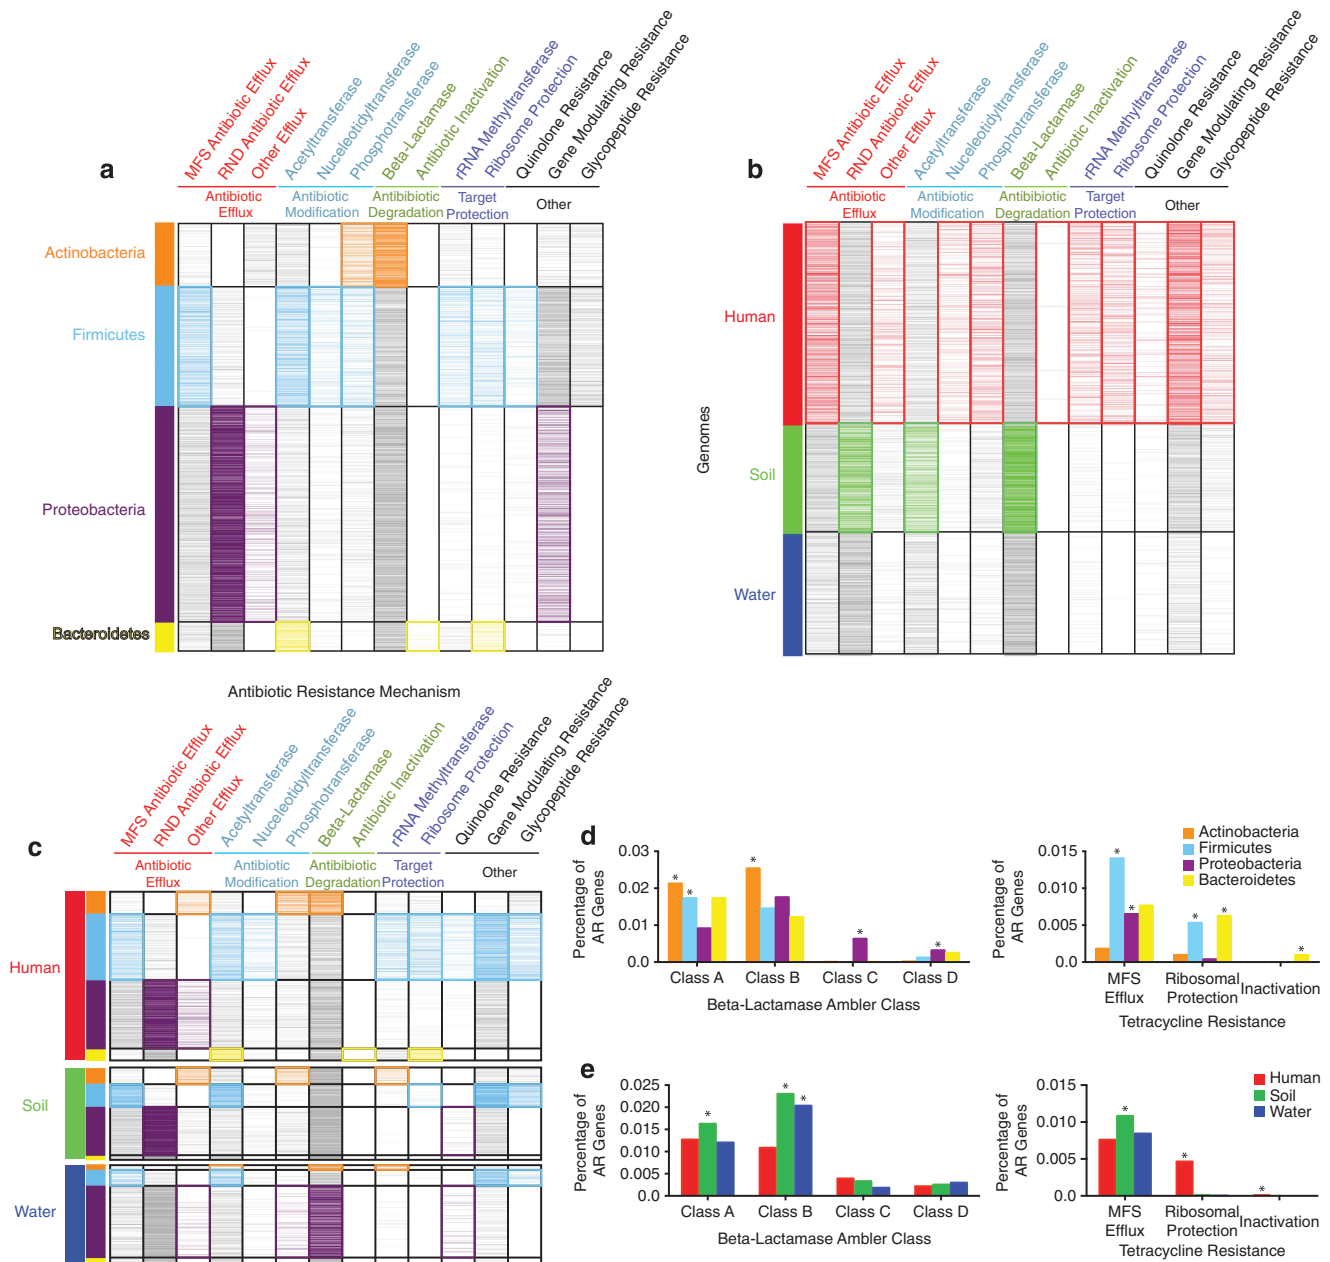 a
MFS Antibiotic Efflux
RND Antibiotic Efflux
Other Efflux
Acetyltransferase
Nuceleotidyltransferase
Phosphotransferase
Beta-Lactamase
Antibiotic Inactivation
rRNA Methyltransferase
Ribosome Protection
Quinolone Resistance
Gene Modulating Resistance
Glycopeptide Resistance
Antibiotic
Efflux
Antibiotic
Modification
Antibibiotic
Degradation
Target
Protection
Other
Actinobacteria
Firmicutes
Proteobacteria
Bacteroidetes
b
MFS Antibiotic Efflux
RND Antibiotic Efflux
Other Efflux
Acetyltransferase
Nuceleotidyltransferase
Phosphotransferase
Beta-Lactamase
Antibiotic Inactivation
rRNA Methyltransferase
Ribosome Protection
Quinolone Resistance
Gene Modulating Resistance
Glycopeptide Resistance
Antibiotic
Efflux
Antibiotic
Modification
Antibibiotic
Degradation
Target
Protection
Other
Genomes
Human
Soil
Water
Antibiotic Resistance Mechanism
c
MFS Antibiotic Efflux
RND Antibiotic Efflux
Other Efflux
Acetyltransferase
Nuceleotidyltransferase
Phosphotransferase
Beta-Lactamase
Antibiotic Inactivation
rRNA Methyltransferase
Ribosome Protection
Quinolone Resistance
Gene Modulating Resistance
Glycopeptide Resistance
Antibiotic
Efflux
Antibiotic
Modification
Antibibiotic
Degradation
Target
Protection
Other
Human
Soil
Water
d
Percentage of
AR Genes
0.03
0.02
0.01
0.0
* * * * *
Class A Class B Class C Class D
Beta-Lactamase Ambler Class
Percentage of
AR Genes
0.015
0.010
0.005
0.0
* * * * *
Actinobacteria
Firmicutes
Proteobacteria
Bacteroidetes
MFS
Efflux
Ribosomal
Protection
Inactivation
Tetracycline Resistance
e
Percentage of
AR Genes
0.025
0.020
0.015
0.010
0.005
0.0
* * *
Class A Class B Class C Class D
Beta-Lactamase Ambler Class
Percentage of
AR Genes
0.015
0.010
0.005
0.0
* * *
Human
Soil
Water
MFS
Efflux
Ribosomal
Protection
Inactivation
Tetracycline Resistance